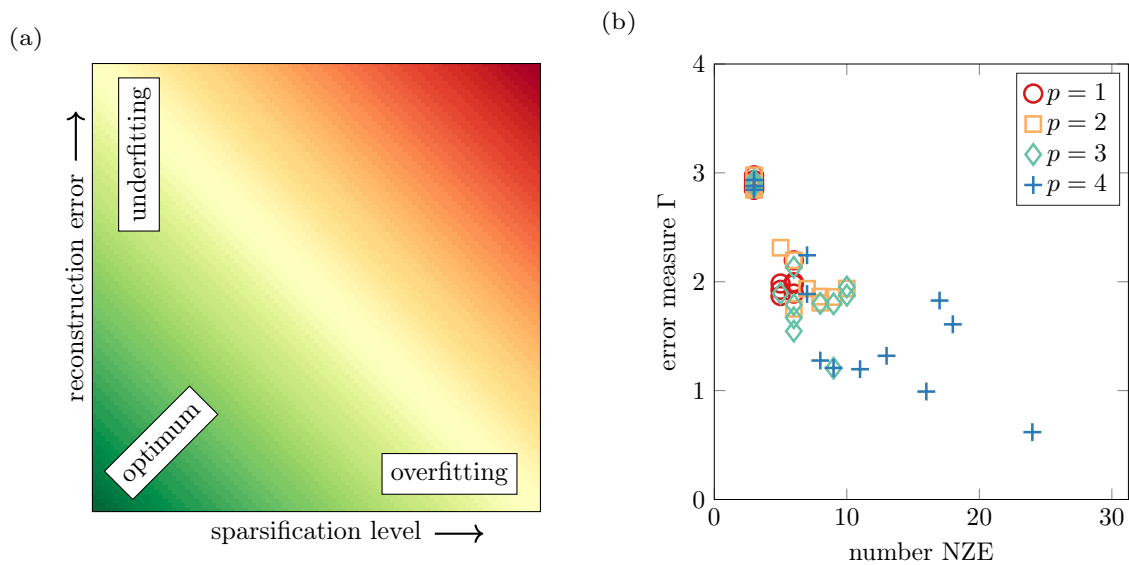 (a)
underfitting
optimum
overfitting
reconstruction error
sparsification level
(b)
p = 1
p = 2
p = 3
p = 4
error measure Γ
4
3
2
1
0
0
10
20
30
number NZE